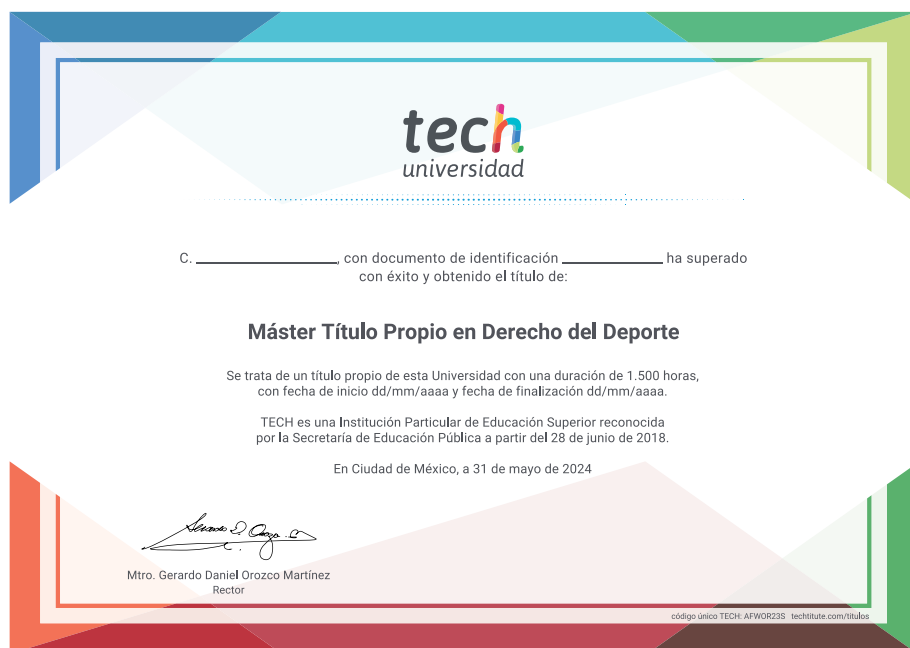 tech
universidad
C. ____________, con documento de identificación ____________ ha superado
con éxito y obtenido el título de:
Máster Título Propio en Derecho del Deporte
Se trata de un título propio de esta Universidad con una duración de 1.500 horas,
con fecha de inicio dd/mm/aaaa y fecha de finalización dd/mm/aaaa.
TECH es una Institución Particular de Educación Superior reconocida
por la Secretaría de Educación Pública a partir del 28 de junio de 2018.
En Ciudad de México, a 31 de mayo de 2024
Mtro. Gerardo Daniel Orozco Martínez
Rector
código único TECH: AFWOR23S techtitute.com/titulos